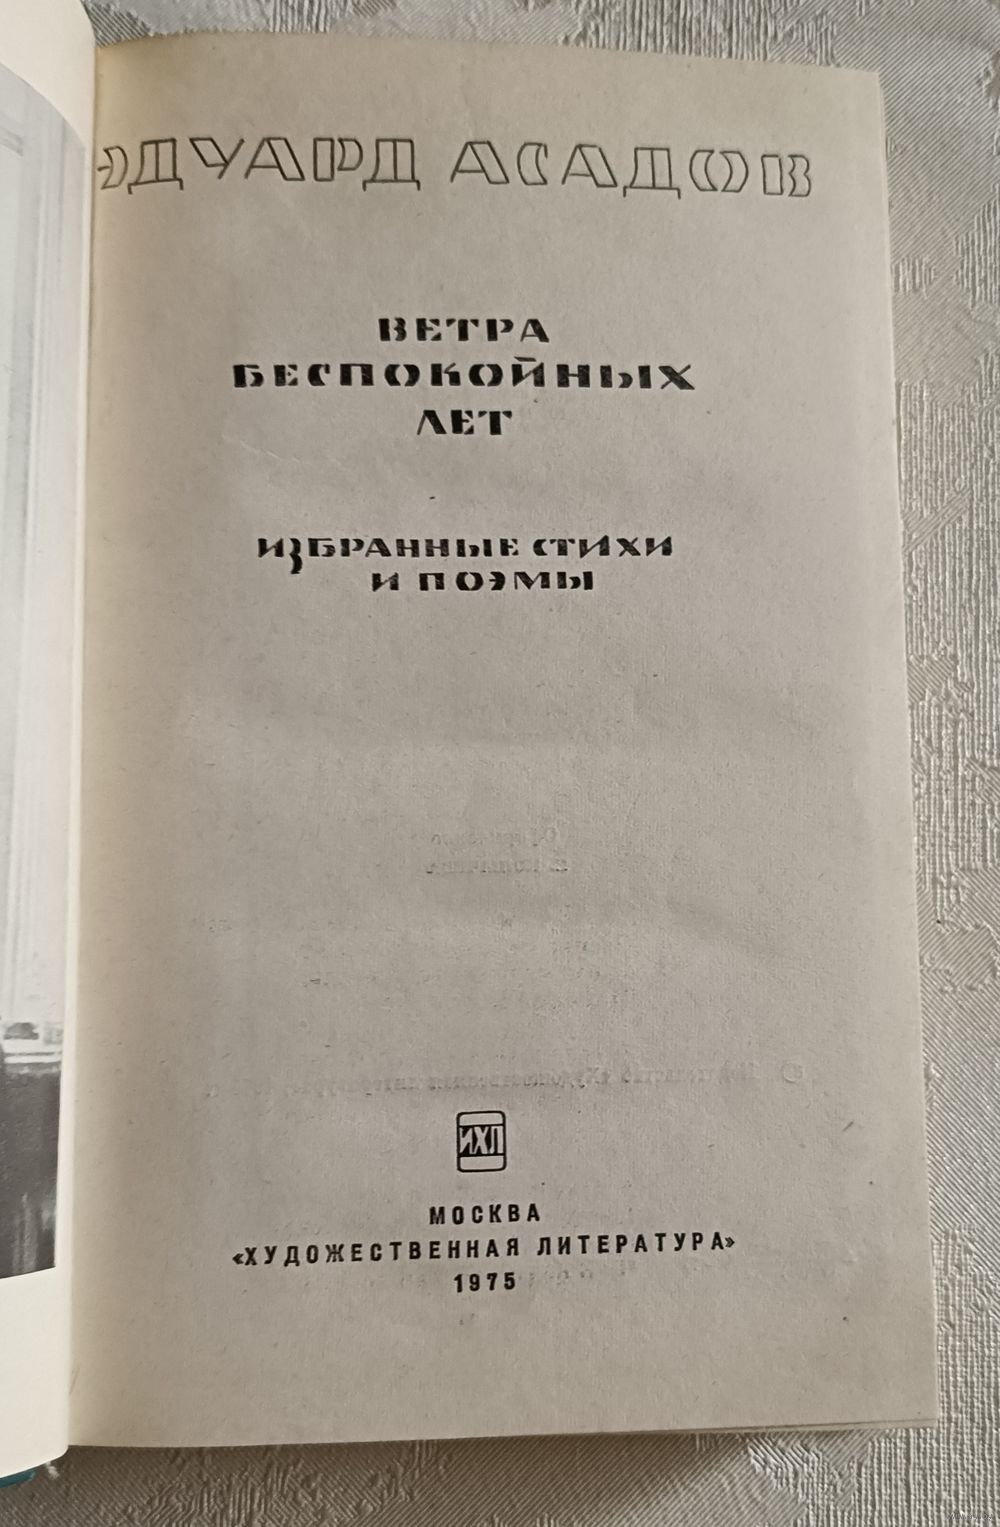 ЭДУАРД АСАДОВ
ВЕТРА
БЕСПОКОЙНЫХ
ЛЕТ
ИЗБРАННЫЕ СТИХИ
И ПОЭМЫ
ИХЛ
МОСКВА
«ХУДОЖЕСТВЕННАЯ ЛИТЕРАТУРА»
1975